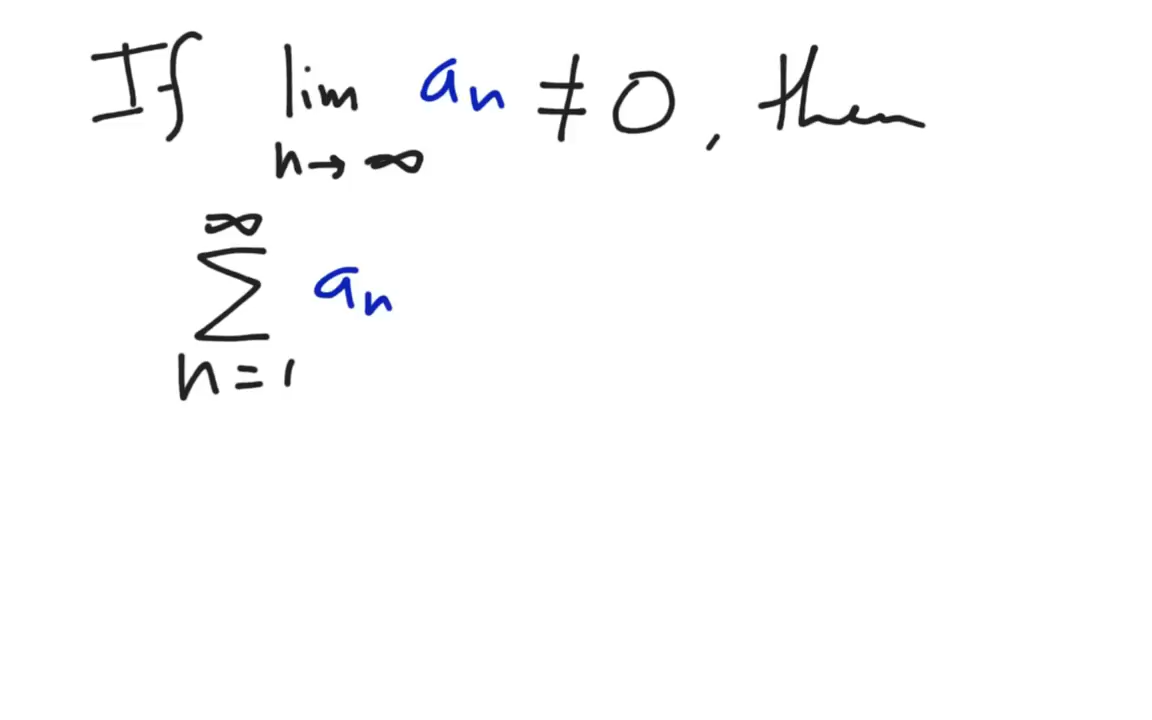 If lim aₙ ≠ 0, then
n→∞
∞
∑ aₙ
n=1